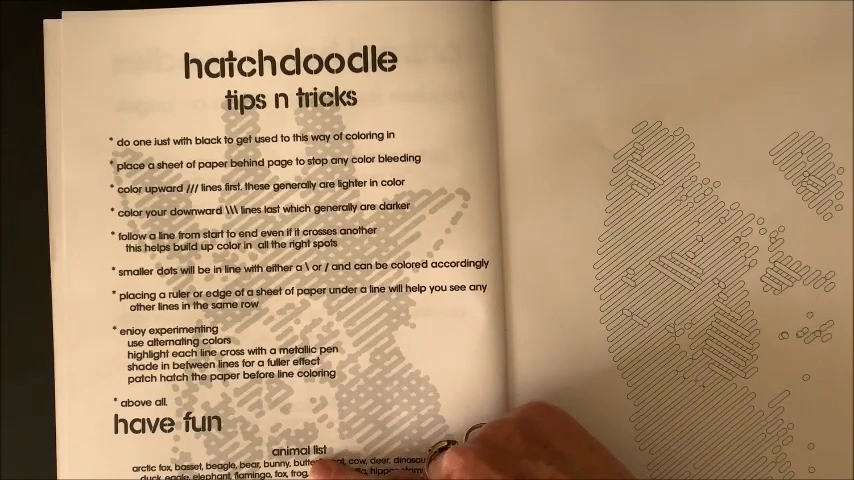 hatchdoodle
tips n tricks
* do one just with black to get used to this way of coloring in
* place a sheet of paper behind page to stop any color bleeding
* color upward /// lines first. these generally are lighter in color
* color your downward \\\ lines last which generally are darker
* follow a line from start to end even if it crosses another
this helps build up color in all the right spots
* smaller dots will be in line with either a \ or / and can be colored accordingly
* placing a ruler or edge of a sheet of paper under a line will help you see any
other lines in the same row
* enjoy experimenting
use alternating colors
highlight each line cross with a metallic pen
shade in between lines for a fuller effect
patch hatch the paper before line coloring
* above all.
have fun
animal list
arctic fox, basset, beagle, bear, bunny, cow, deer,
duck, eagle, elephant, flamingo, fox, frog,